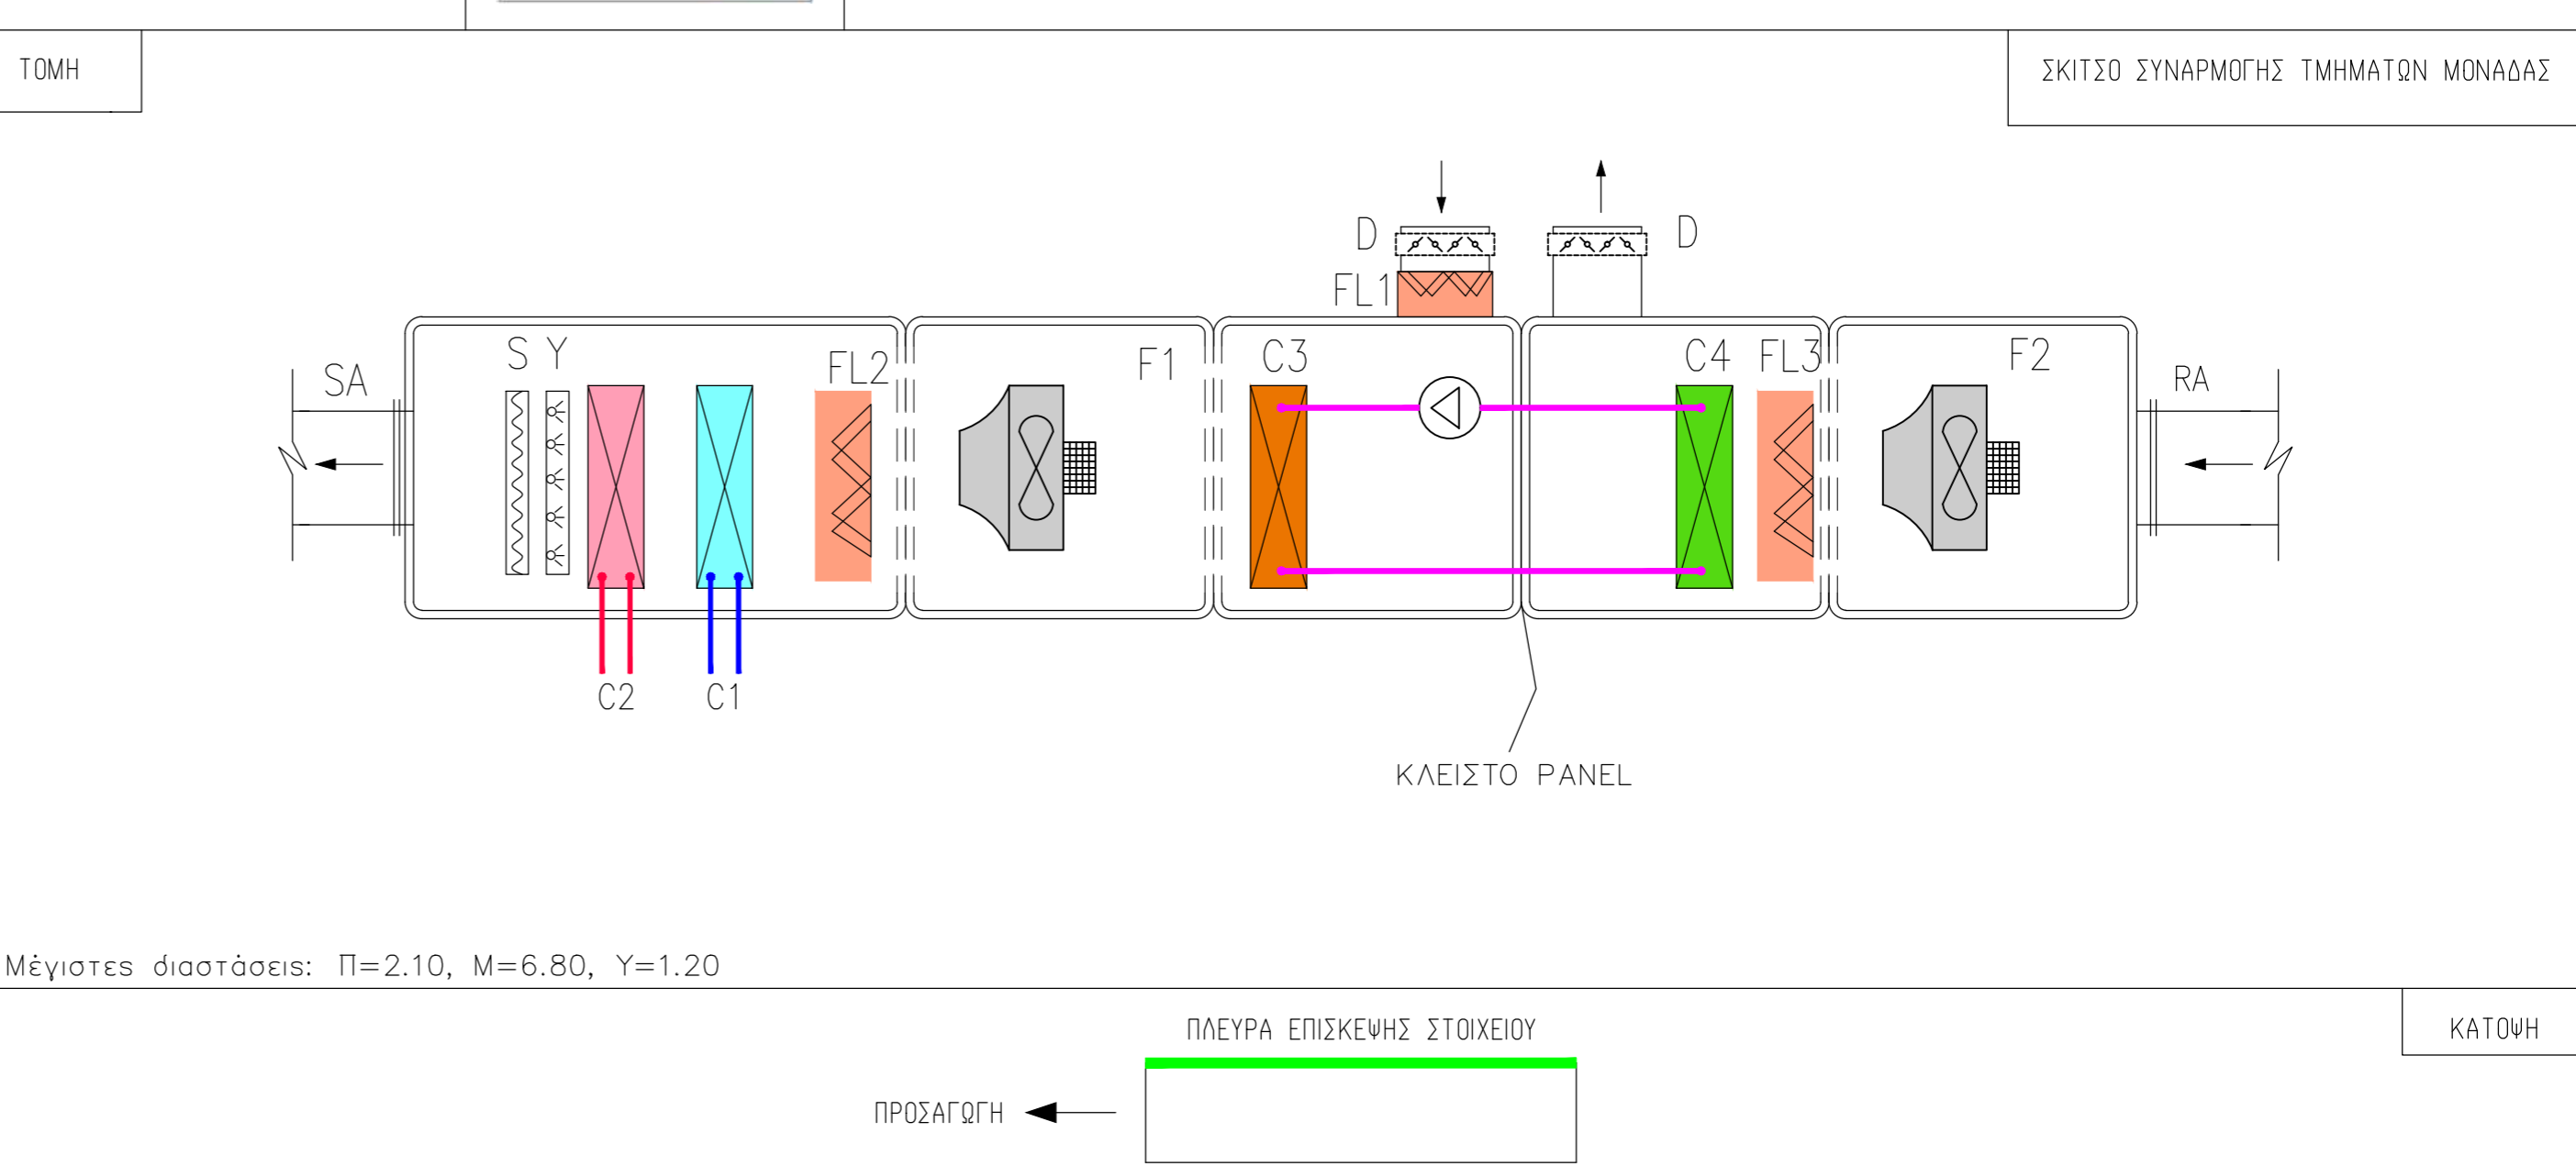 ΤΟΜΗ
ΣΚΙΤΣΟ ΣΥΝΑΡΜΟΓΗΣ ΤΜΗΜΑΤΩΝ ΜΟΝΑΔΑΣ
D D
FL1
SA
S Y
FL2
F1
C3
C4 FL3
F2
RA
C2 C1
ΚΛΕΙΣΤΟ PANEL
Μέγιστες διαστάσεις: Π=2.10, Μ=6.80, Υ=1.20
ΠΛΕΥΡΑ ΕΠΙΣΚΕΨΗΣ ΣΤΟΙΧΕΙΟΥ
ΚΑΤΟΨΗ
ΠΡΟΣΑΓΩΓΗ